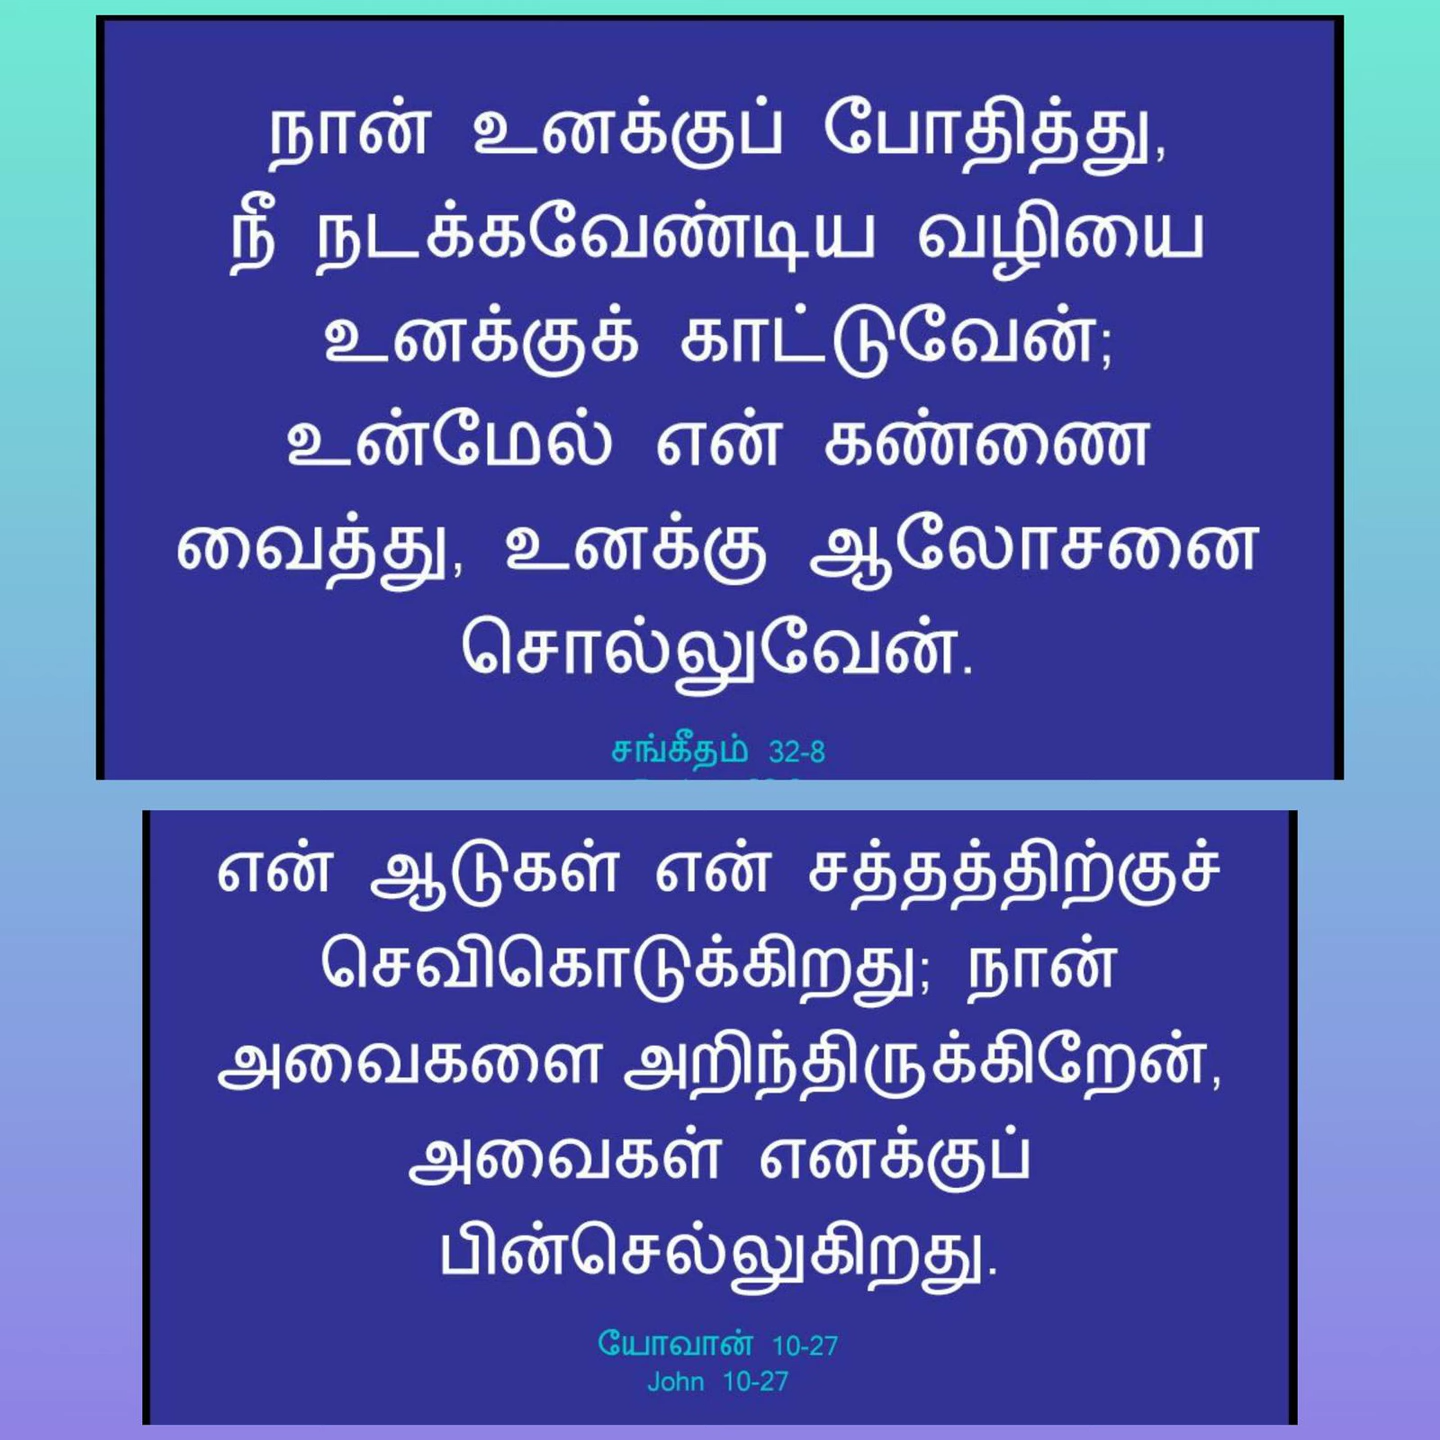 நான் உனக்குப் போதித்து,
நீ நடக்கவேண்டிய வழியை
உனக்குக் காட்டுவேன்;
உன்மேல் என் கண்ணை
வைத்து, உனக்கு ஆலோசனை
சொல்லுவேன்.
சங்கீதம் 32-8
என் ஆடுகள் என் சத்தத்திற்குச்
செவிகொடுக்கிறது; நான்
அவைகளை அறிந்திருக்கிறேன்,
அவைகள் எனக்குப்
பின்செல்லுகிறது.
யோவான் 10-27
John 10-27